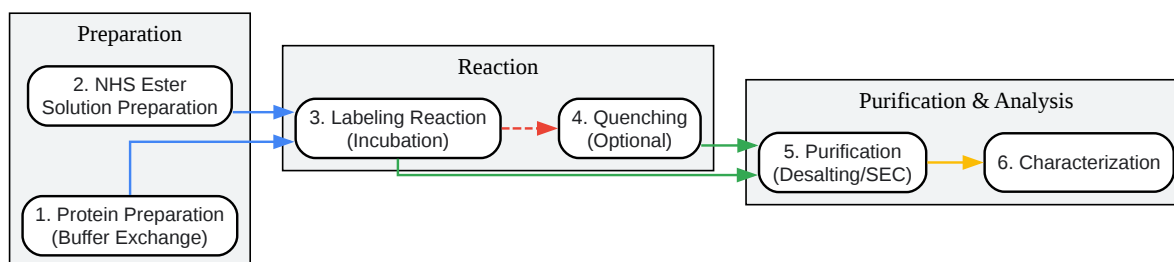 Preparation
2. NHS Ester
Solution Preparation
1. Protein Preparation
(Buffer Exchange)
Reaction
3. Labeling Reaction
(Incubation)
4. Quenching
(Optional)
Purification & Analysis
5. Purification
(Desalting/SEC)
6. Characterization